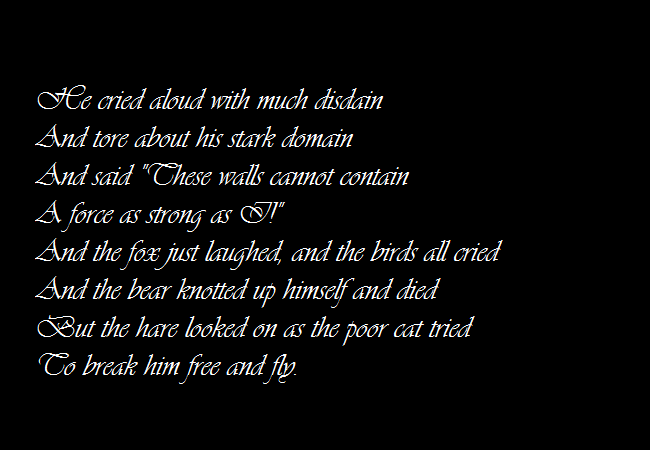 He cried aloud with much disdain
And tore about his stark domain
And said "These walls cannot contain
A force as strong as I!"
And the fox just laughed, and the birds all cried
And the bear knotted up himself and died
But the hare looked on as the poor cat tried
To break him free and fly.